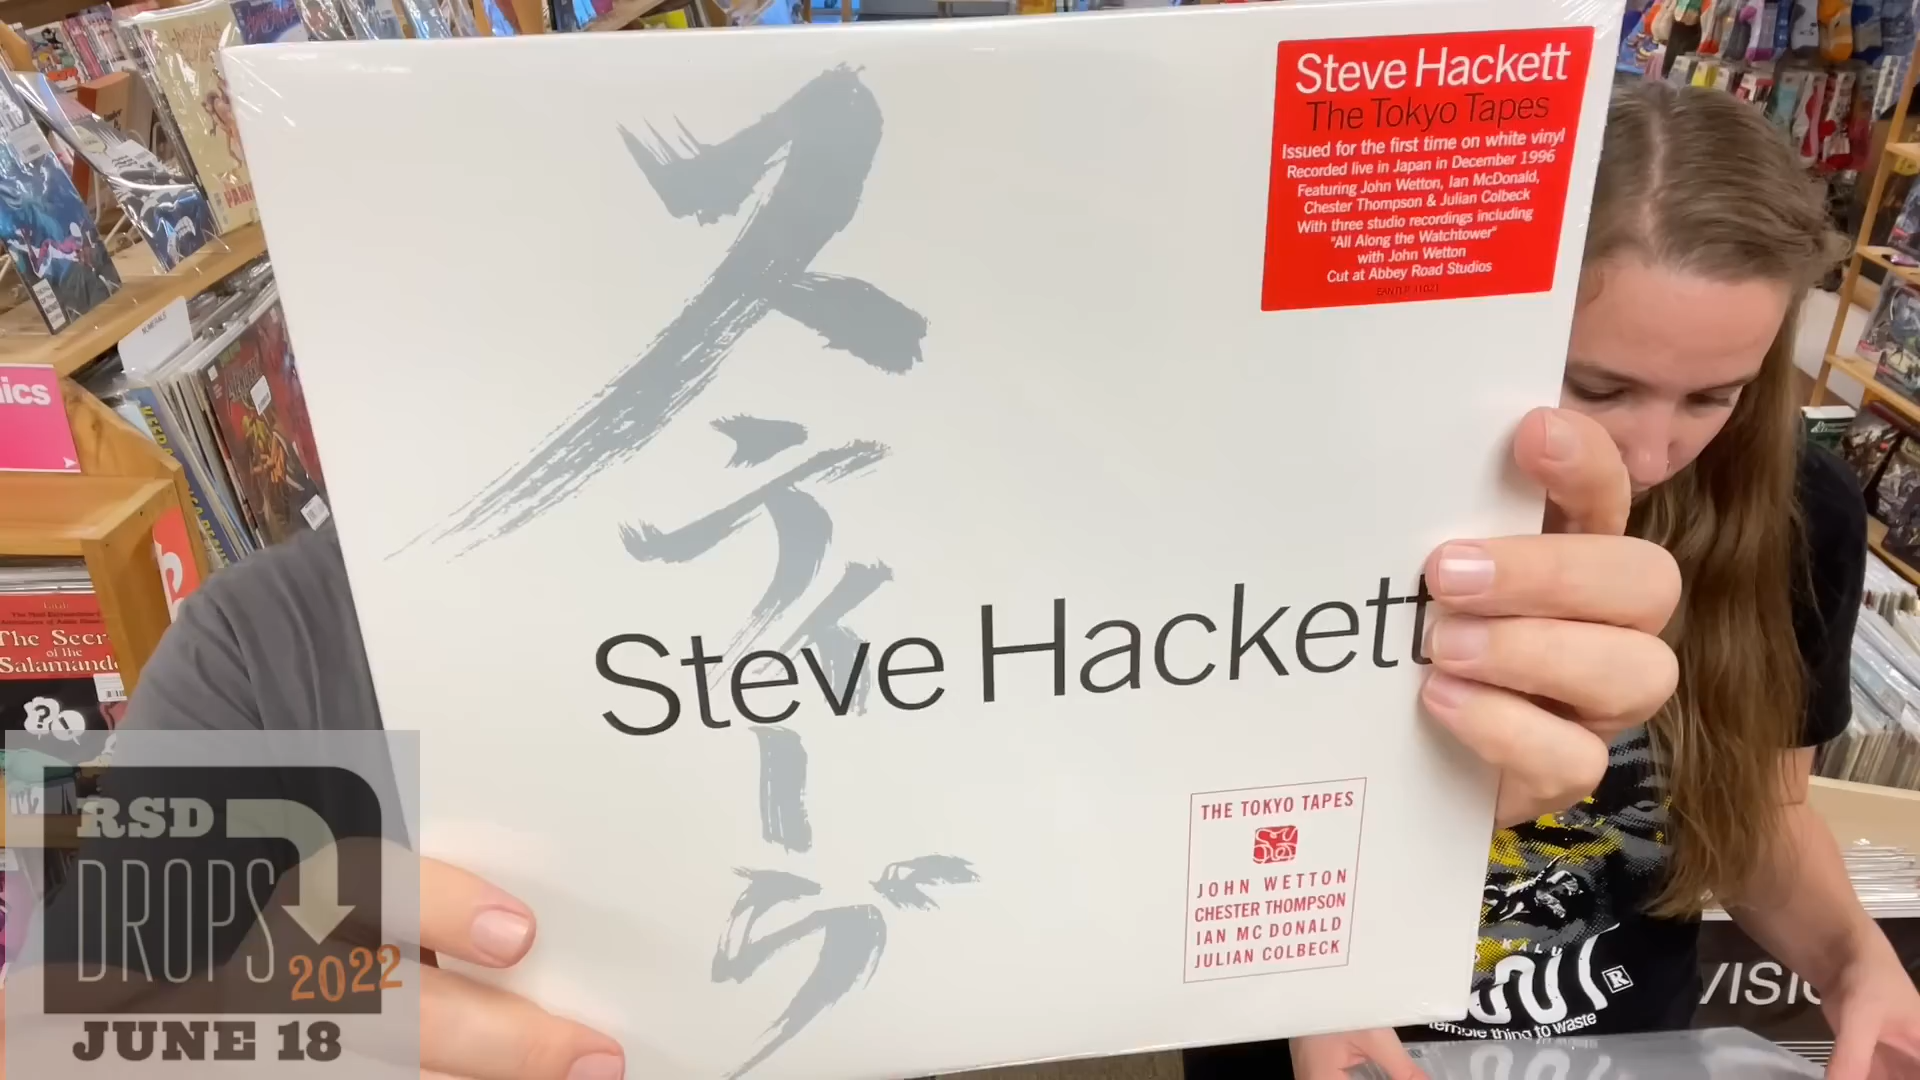 Steve Hackett
The Tokyo Tapes
Issued for the first time on white vinyl
Recorded live in Japan in December 1996
Featuring John Wetton, Ian McDonald,
Chester Thompson & Julian Colbeck
With three studio recordings including
"All Along the Watchtower"
with John Wetton
Cut at Abbey Road Studios
スティーヴ
Steve Hackett
THE TOKYO TAPES
JOHN WETTON
CHESTER THOMPSON
IAN MC DONALD
JULIAN COLBECK
ics
The Secr
of the
Salamand
RSD
DROPS
2022
JUNE 18
VISI
terrible thing to waste